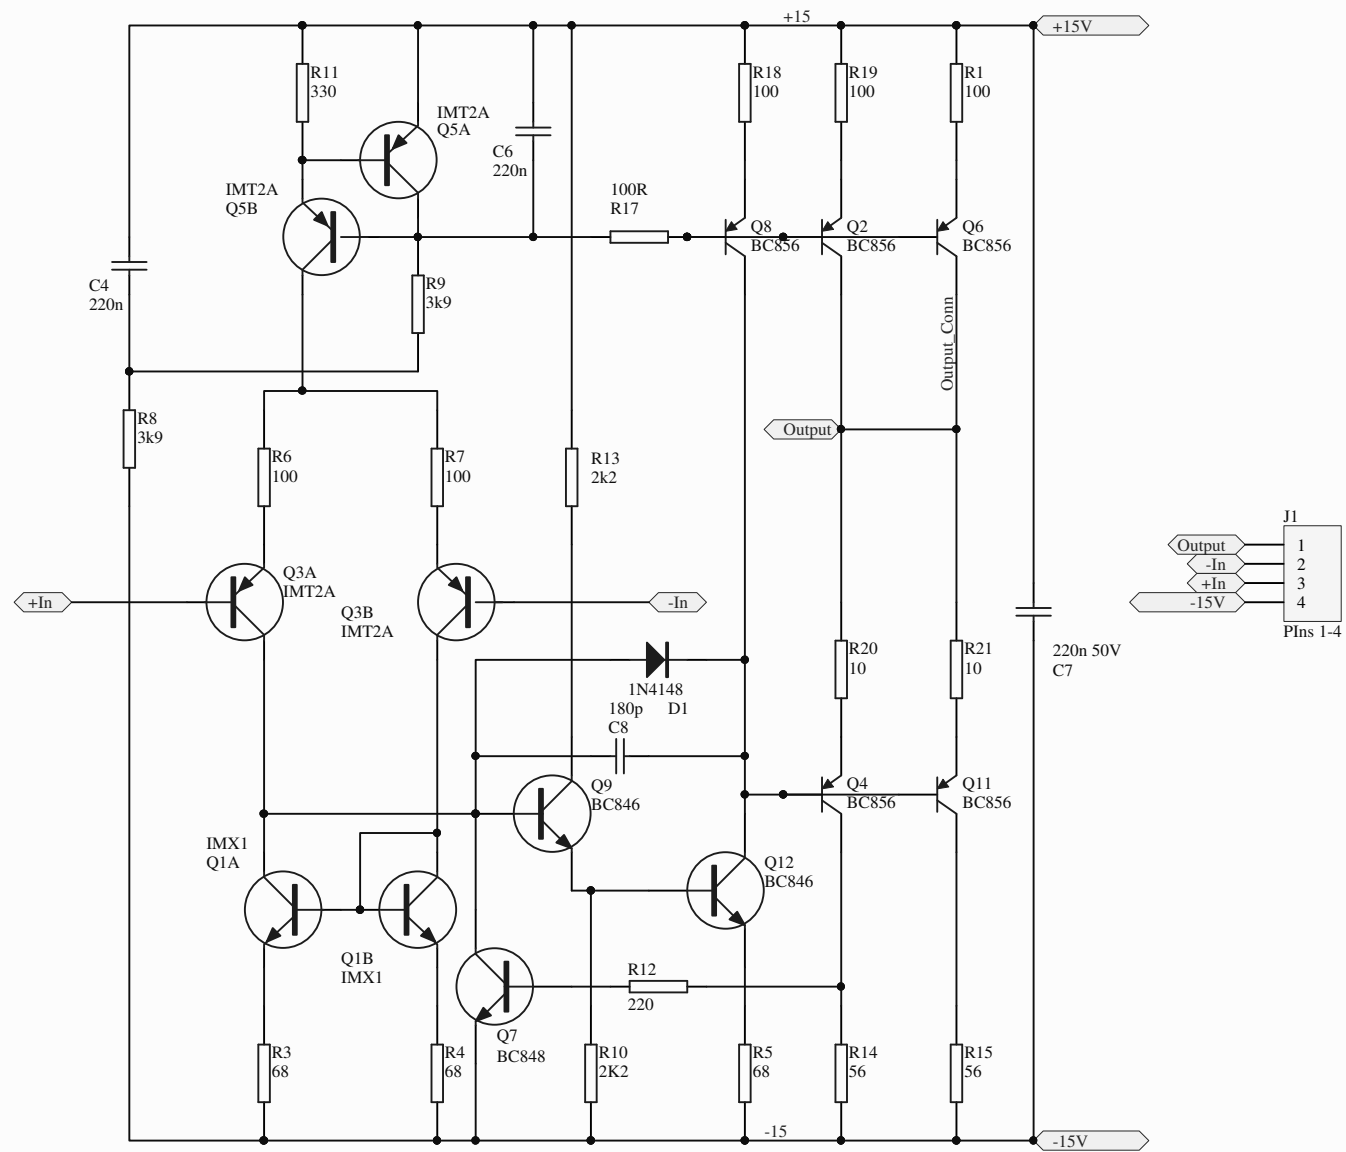 +15
+15V
R11
330
IMT2A
Q5A
C6
220n
IMT2A
Q5B
100R
R17
R18
100
R19
100
R1
100
Q8
BC856
Q2
BC856
Q6
BC856
C4
220n
R9
3k9
Output_Conn
R8
3k9
R6
100
R7
100
R13
2k2
Output
J1
Output
1
-In
2
+In
3
-15V
4
PIns 1-4
+In
Q3A
IMT2A
Q3B
IMT2A
-In
1N4148
D1
180p
C8
R20
10
R21
10
220n 50V
C7
Q9
BC846
Q4
BC856
Q11
BC856
IMX1
Q1A
Q12
BC846
Q1B
IMX1
R12
220
Q7
BC848
R3
68
R4
68
R10
2K2
R5
68
R14
56
R15
56
-15
-15V